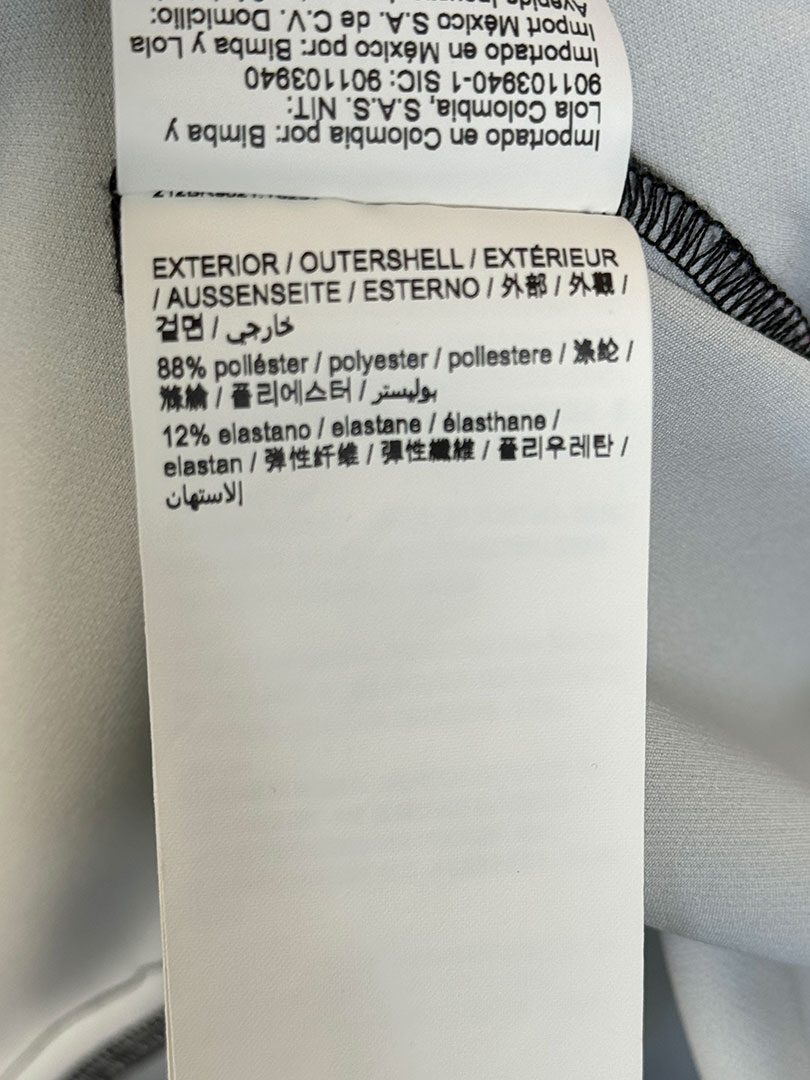 Importado en Colombia por: Bimba y
Lola Colombia, S.A.S. NIT:
901103940-1 SIC: 901103940
Importado en México por: Bimba y Lola
Import México S.A. de C.V. Domicilio:
EXTERIOR / OUTERSHELL / EXTÉRIEUR
/ AUSSENSEITE / ESTERNO / 外部 / 外觀 /
겉면 / خارجي
88% poliéster / polyester / poliestere / 涤纶 /
滌綸 / 폴리에스터 / بوليستر
12% elastano / elastane / élasthane /
elastan / 弹性纤维 / 彈性纖維 / 폴리우레탄 /
الاستهان